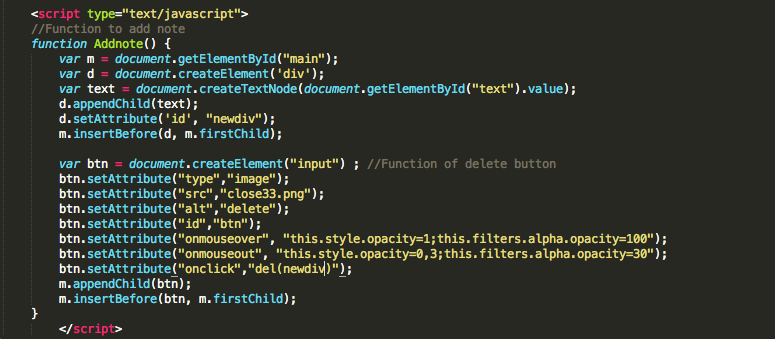 <script type="text/javascript">
//Function to add note
function Addnote() {
var m = document.getElementById("main");
var d = document.createElement('div');
var text = document.createTextNode(document.getElementById("text").value);
d.appendChild(text);
d.setAttribute('id', "newdiv");
m.insertBefore(d, m.firstChild);
var btn = document.createElement("input") ; //Function of delete button
btn.setAttribute("type","image");
btn.setAttribute("src","close33.png");
btn.setAttribute("alt","delete");
btn.setAttribute("id","btn");
btn.setAttribute("onmouseover", "this.style.opacity=1;this.filters.alpha.opacity=100");
btn.setAttribute("onmouseout", "this.style.opacity=0,3;this.filters.alpha.opacity=30");
btn.setAttribute("onclick","del(newdiv)");
m.appendChild(btn);
m.insertBefore(btn, m.firstChild);
}
</script>